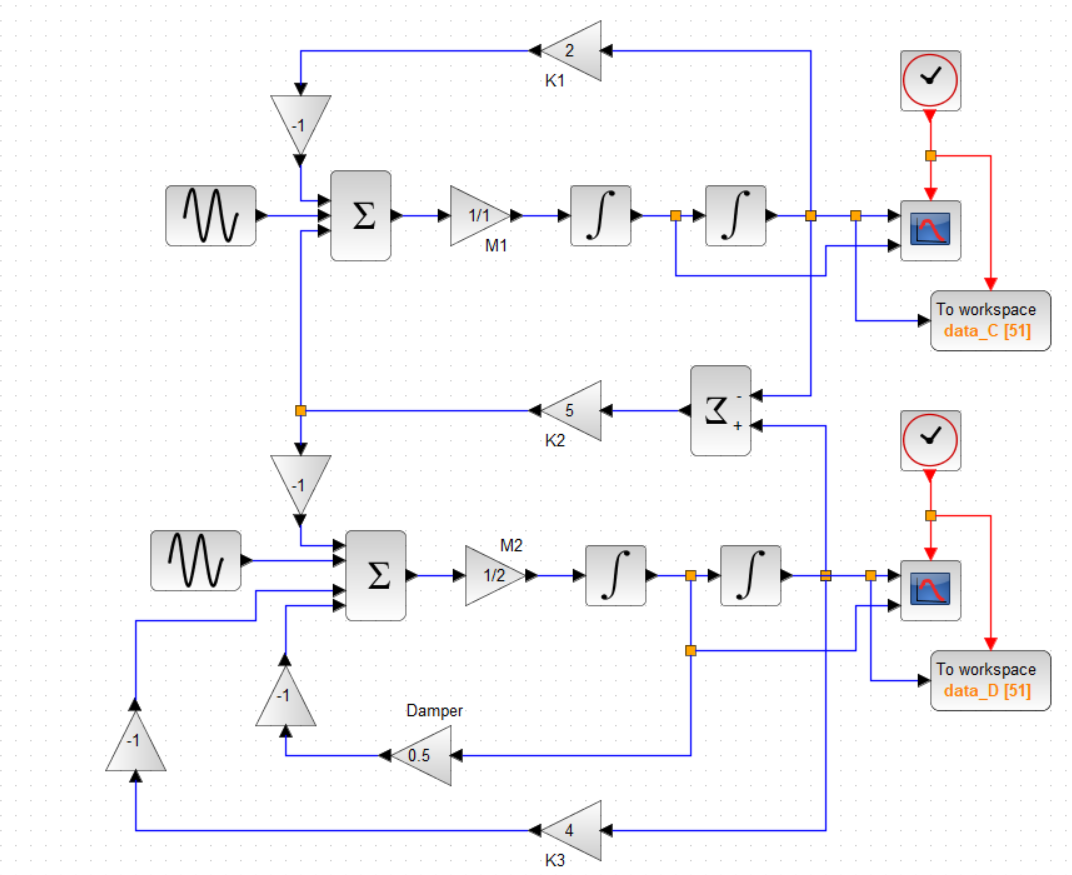 2
K1
-1
Σ
1/1
M1
∫
∫
To workspace
data_C [51]
Σ
-
+
5
K2
-1
M2
Σ
1/2
∫
∫
To workspace
data_D [51]
-1
Damper
-1
0.5
4
K3